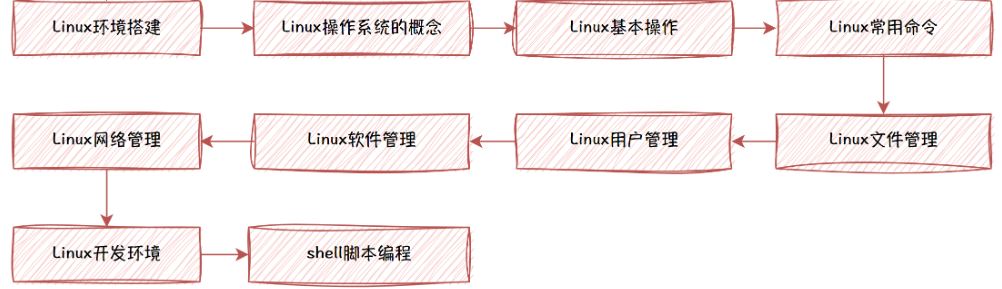 Linux环境搭建
Linux操作系统的概念
Linux基本操作
Linux常用命令
Linux文件管理
Linux用户管理
Linux软件管理
Linux网络管理
Linux开发环境
shell脚本编程